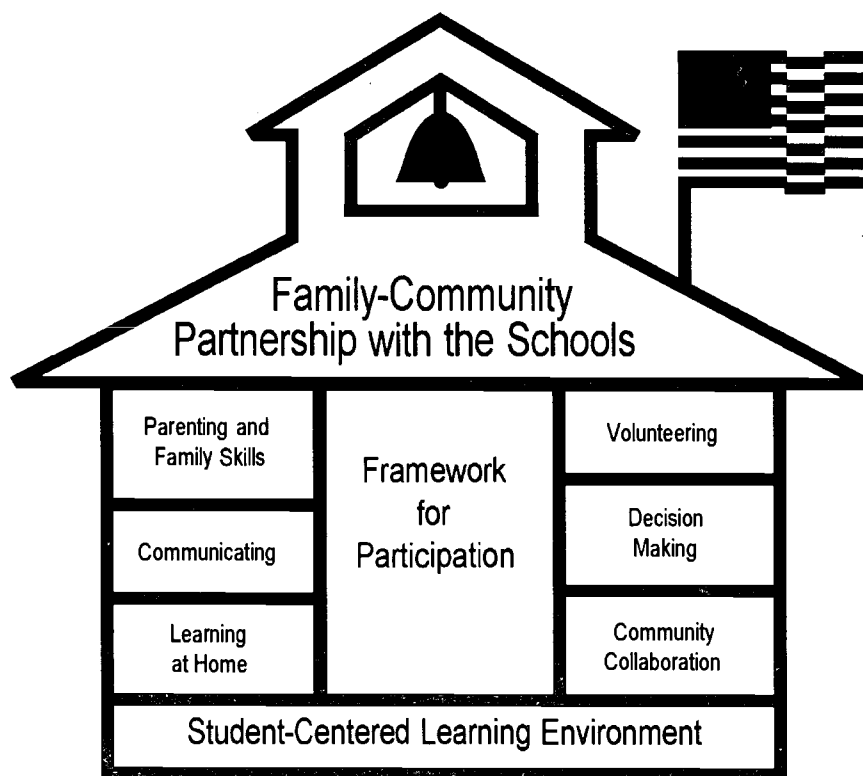 Family-Community
Partnership with the Schools
Parenting and
Family Skills
Communicating
Learning
at Home
Framework
for
Participation
Volunteering
Decision
Making
Community
Collaboration
Student-Centered Learning Environment